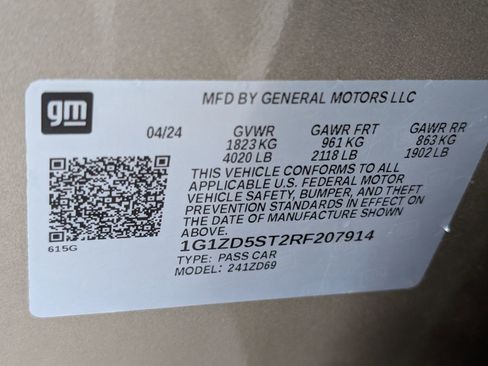 gm
MFD BY GENERAL MOTORS LLC
04/24 GVWR GAWR FRT GAWR RR
1823 KG 961 KG 863 KG
4020 LB 2118 LB 1902 LB
THIS VEHICLE CONFORMS TO ALL
APPLICABLE U.S. FEDERAL MOTOR
VEHICLE SAFETY, BUMPER, AND THEFT
PREVENTION STANDARDS IN EFFECT ON
THE DATE OF MANUFACTURE SHOWN
ABOVE.
615G
1G1ZD5ST2RF207914
TYPE: PASS CAR
MODEL: 241ZD69